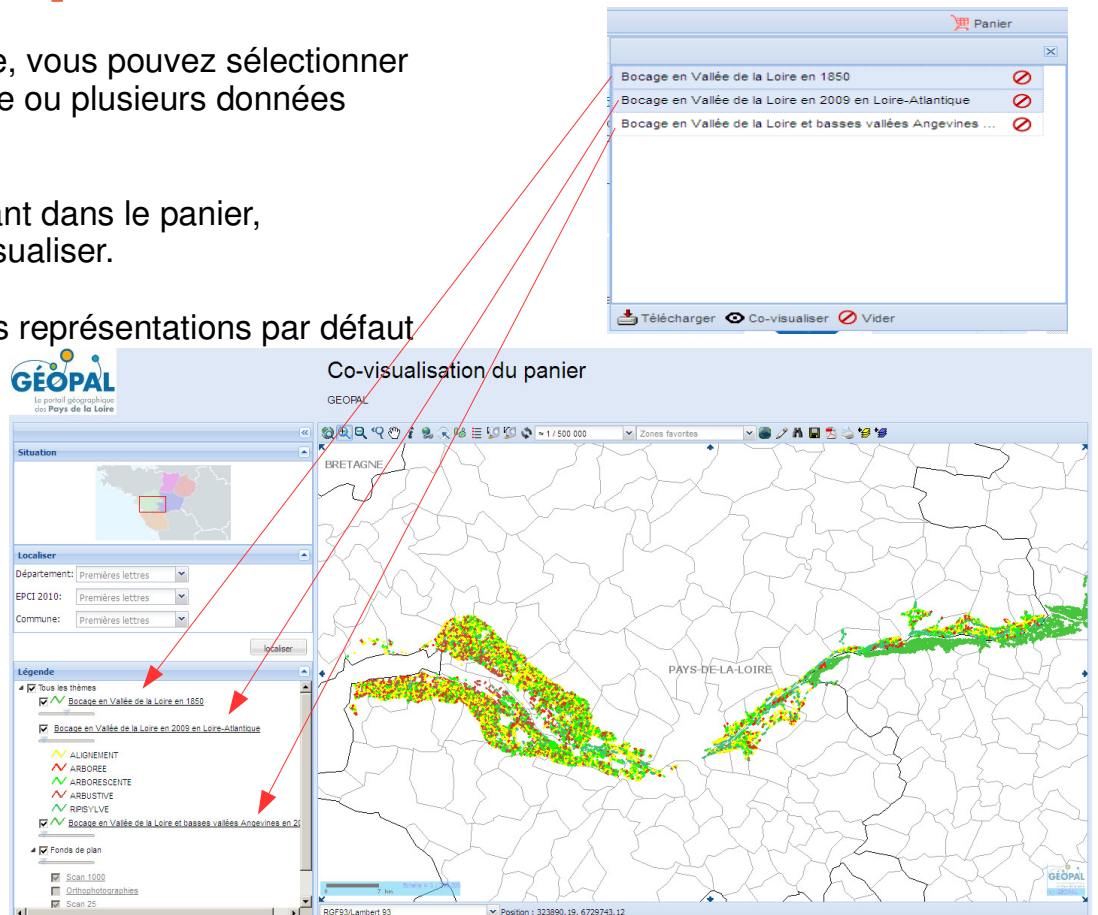 e, vous pouvez sélectionner
e ou plusieurs données
ant dans le panier,
sualiser.
s représentations par défaut
Panier
Bocage en Vallée de la Loire en 1850
Bocage en Vallée de la Loire en 2009 en Loire-Atlantique
Bocage en Vallée de la Loire et basses vallées Angevines ...
Télécharger Co-visualiser Vider
GÉOPAL
Le portail géographique
des Pays de la Loire
Co-visualisation du panier
GEOPAL
≈ 1 / 500 000 Zones favorites
Situation
Localiser
Département: Premières lettres
EPCI 2010: Premières lettres
Commune: Premières lettres
localiser
Légende
Tous les thèmes
Bocage en Vallée de la Loire en 1850
Bocage en Vallée de la Loire en 2009 en Loire-Atlantique
ALIGNEMENT
ARBOREE
ARBORESCENTE
ARBUSTIVE
RIPISYLVE
Bocage en Vallée de la Loire et basses vallées Angevines en 20
Fonds de plan
Scan 1000
Orthophotographies
Scan 25
BRETAGNE
PAYS-DE-LA-LOIRE
7 km
GÉOPAL
RGF93/Lambert 93 Position : 323890.19, 6729743.12